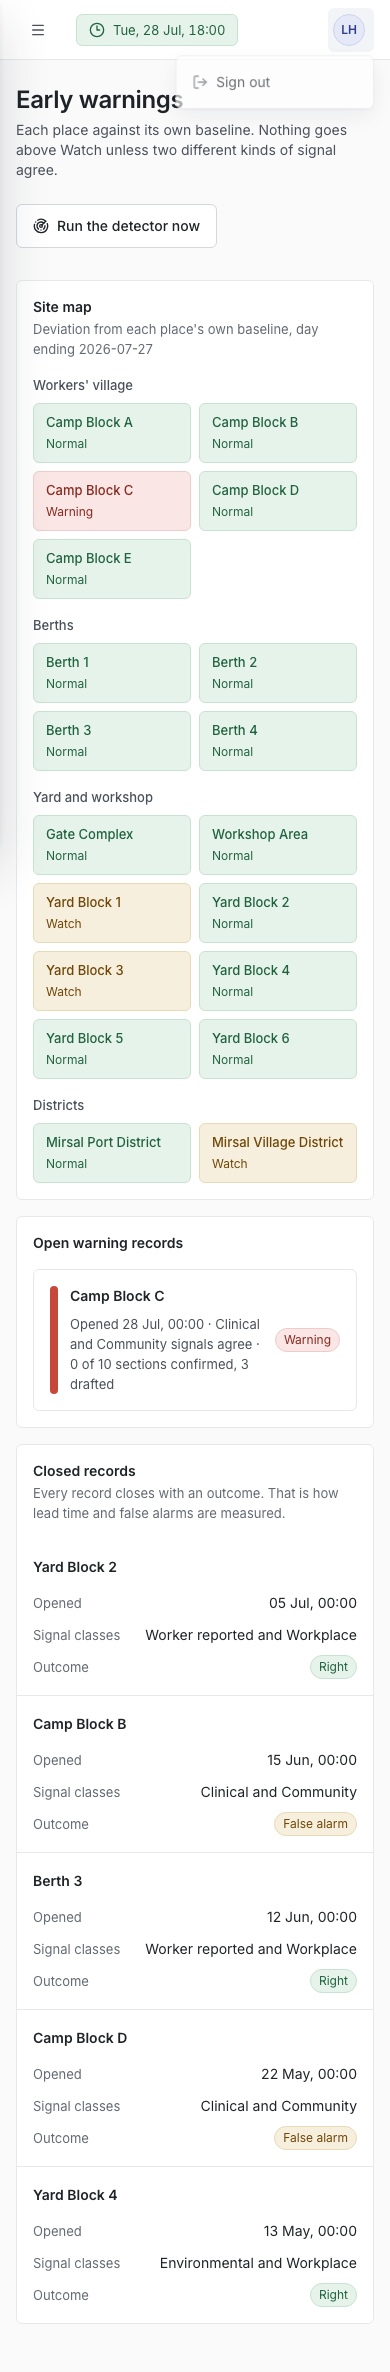 Tue, 28 Jul, 18:00
LH
Sign out
Early warnings
Each place against its own baseline. Nothing goes
above Watch unless two different kinds of signal
agree.
Run the detector now
Site map
Deviation from each place's own baseline, day
ending 2026-07-27
Workers' village
Camp Block A
Normal
Camp Block B
Normal
Camp Block C
Warning
Camp Block D
Normal
Camp Block E
Normal
Berths
Berth 1
Normal
Berth 2
Normal
Berth 3
Normal
Berth 4
Normal
Yard and workshop
Gate Complex
Normal
Workshop Area
Normal
Yard Block 1
Watch
Yard Block 2
Normal
Yard Block 3
Watch
Yard Block 4
Normal
Yard Block 5
Normal
Yard Block 6
Normal
Districts
Mirsal Port District
Normal
Mirsal Village District
Watch
Open warning records
Camp Block C
Opened 28 Jul, 00:00 · Clinical
and Community signals agree ·
0 of 10 sections confirmed, 3
drafted
Warning
Closed records
Every record closes with an outcome. That is how
lead time and false alarms are measured.
Yard Block 2
Opened 05 Jul, 00:00
Signal classes Worker reported and Workplace
Outcome Right
Camp Block B
Opened 15 Jun, 00:00
Signal classes Clinical and Community
Outcome False alarm
Berth 3
Opened 12 Jun, 00:00
Signal classes Worker reported and Workplace
Outcome Right
Camp Block D
Opened 22 May, 00:00
Signal classes Clinical and Community
Outcome False alarm
Yard Block 4
Opened 13 May, 00:00
Signal classes Environmental and Workplace
Outcome Right